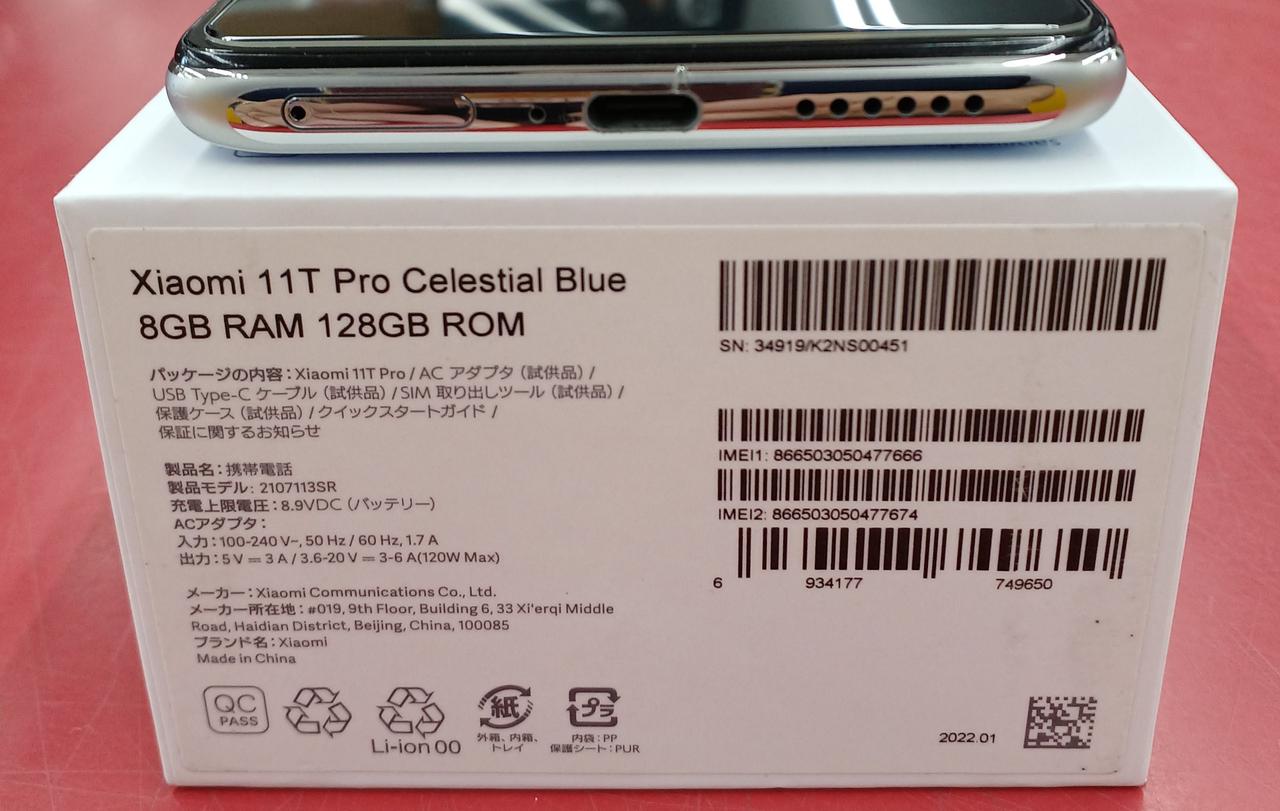 Xiaomi 11T Pro Celestial Blue
8GB RAM 128GB ROM
パッケージの内容：Xiaomi 11T Pro / AC アダプタ（試供品）/
USB Type-C ケーブル（試供品）/ SIM 取り出しツール（試供品）/
保護ケース（試供品）/ クイックスタートガイド /
保証に関するお知らせ
製品名：携帯電話
製品モデル：2107113SR
充電上限電圧：8.9VDC（バッテリー）
ACアダプタ：
入力：100-240 V~, 50 Hz / 60 Hz, 1.7 A
出力：5 V ⎓ 3 A / 3.6-20 V ⎓ 3-6 A(120W Max)
メーカー：Xiaomi Communications Co., Ltd.
メーカー所在地：#019, 9th Floor, Building 6, 33 Xi'erqi Middle
Road, Haidian District, Beijing, China, 100085
ブランド名：Xiaomi
Made in China
QC
PASS
Li-ion 00
紙
外箱、内箱、
トレイ
プラ
内袋：PP
保護シート：PUR
SN: 34919/K2NS00451
IMEI1: 866503050477666
IMEI2: 866503050477674
6 934177 749650
2022.01